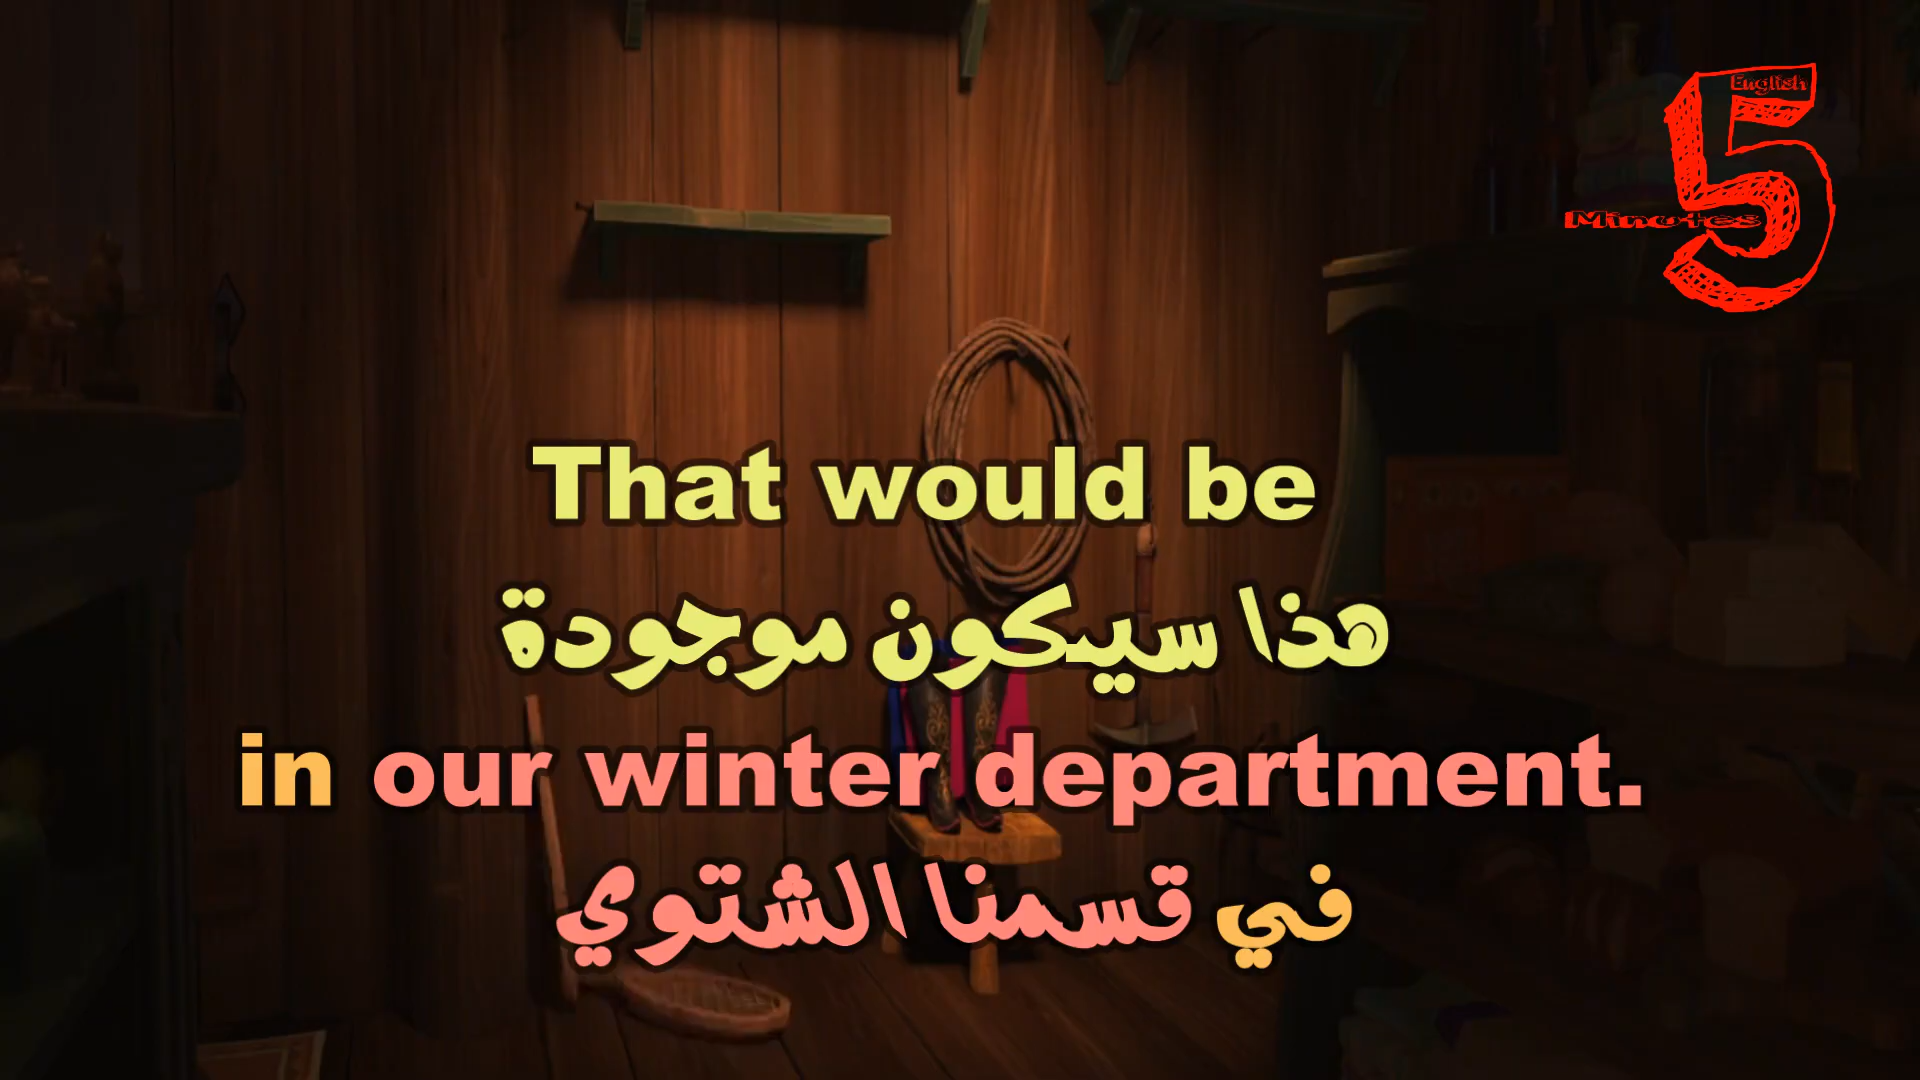 English
Minutes
5
That would be
هذا سيكون موجودة
in our winter department.
في قسمنا الشتوي